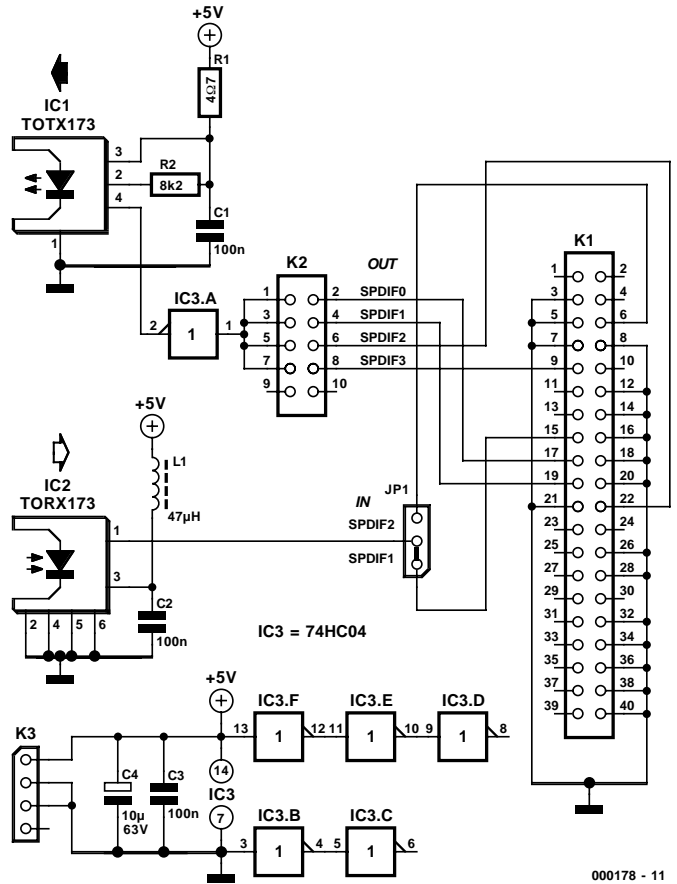 +5V
R1
4Ω7
IC1
TOTX173
3
R2
2
8k2
4
C1
100n
1
K2
OUT
K1
IC3.A
2
1
1
1 2 SPDIF0
3 4 SPDIF1
5 6 SPDIF2
7 8 SPDIF3
9 10
1 2
3 4
5 6
7 8
9 10
11 12
13 14
15 16
17 18
19 20
21 22
23 24
25 26
27 28
29 30
31 32
33 34
35 36
37 38
39 40
+5V
L1
47µH
IC2
TORX173
1
3
2 4 5 6
C2
100n
IN
JP1
SPDIF2
SPDIF1
IC3 = 74HC04
+5V
IC3.F IC3.E IC3.D
13 1 12 11 1 10 9 1 8
K3
14
C4
10µ
63V
C3
100n
IC3
7
IC3.B IC3.C
3 1 4 5 1 6
000178 - 11